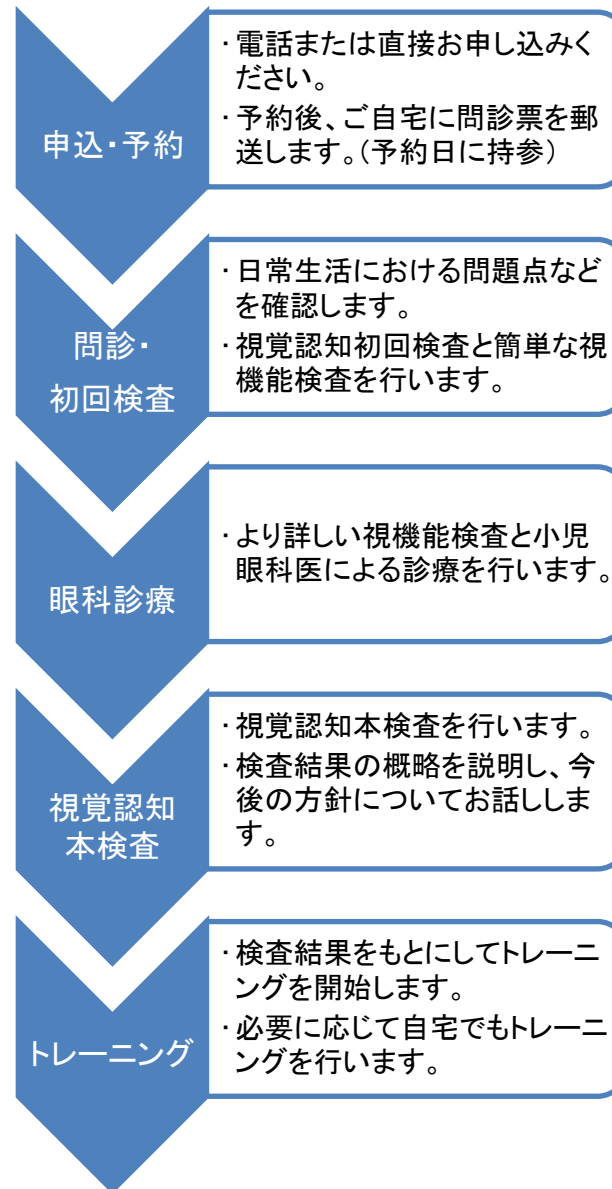 申込・予約
・電話または直接お申し込みく
ださい。
・予約後、ご自宅に問診票を郵
送します。(予約日に持参)
問診・
初回検査
・日常生活における問題点など
を確認します。
・視覚認知初回検査と簡単な視
機能検査を行います。
眼科診療
・より詳しい視機能検査と小児
眼科医による診療を行います。
視覚認知
本検査
・視覚認知本検査を行います。
・検査結果の概略を説明し、今
後の方針についてお話ししま
す。
トレーニング
・検査結果をもとにしてトレーニ
ングを開始します。
・必要に応じて自宅でもトレーニ
ングを行います。